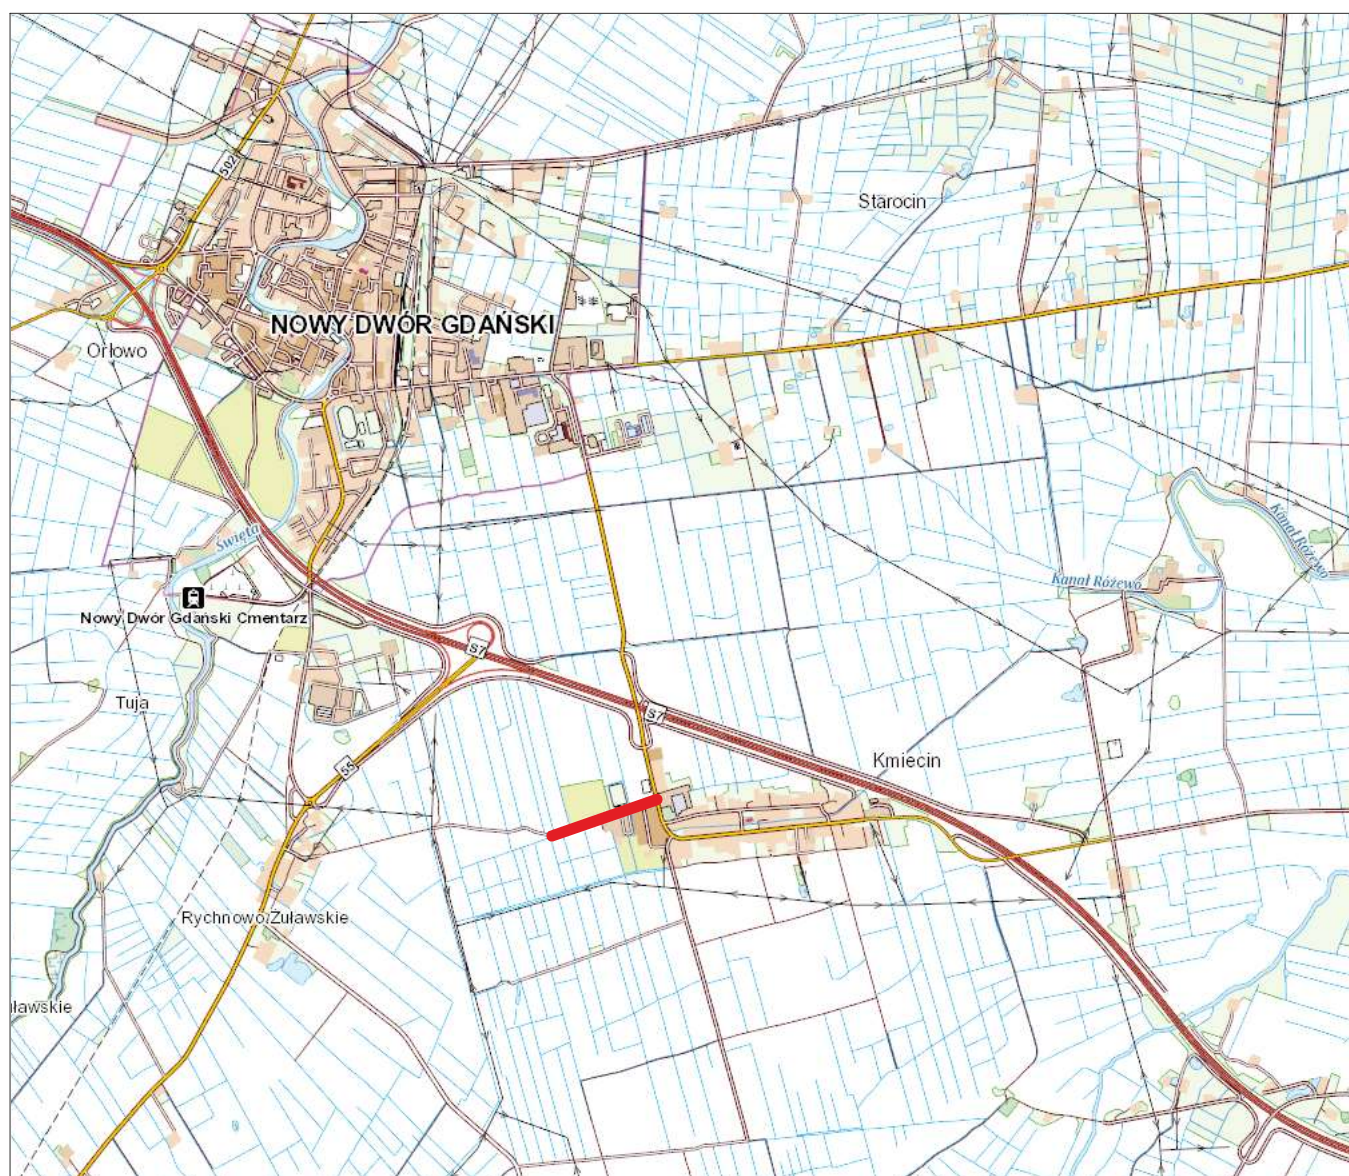 502
Starocin
NOWY DWÓR GDAŃSKI
Orłowo
Kanał Różewo
Święta
Kanał Różewo
Nowy Dwór Gdański Cmentarz
S7
Tuja
S7
Kmiecin
55
Rychnowo Żuławskie
uławskie